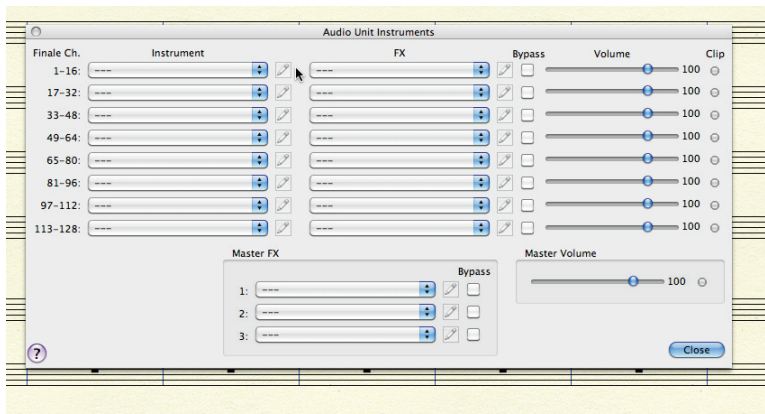 Audio Unit Instruments
Finale Ch. Instrument FX Bypass Volume Clip
1-16: --- --- 100
17-32: --- --- 100
33-48: --- --- 100
49-64: --- --- 100
65-80: --- --- 100
81-96: --- --- 100
97-112: --- --- 100
113-128: --- --- 100
Master FX Master Volume
Bypass
1: --- 100
2: ---
3: ---
? Close